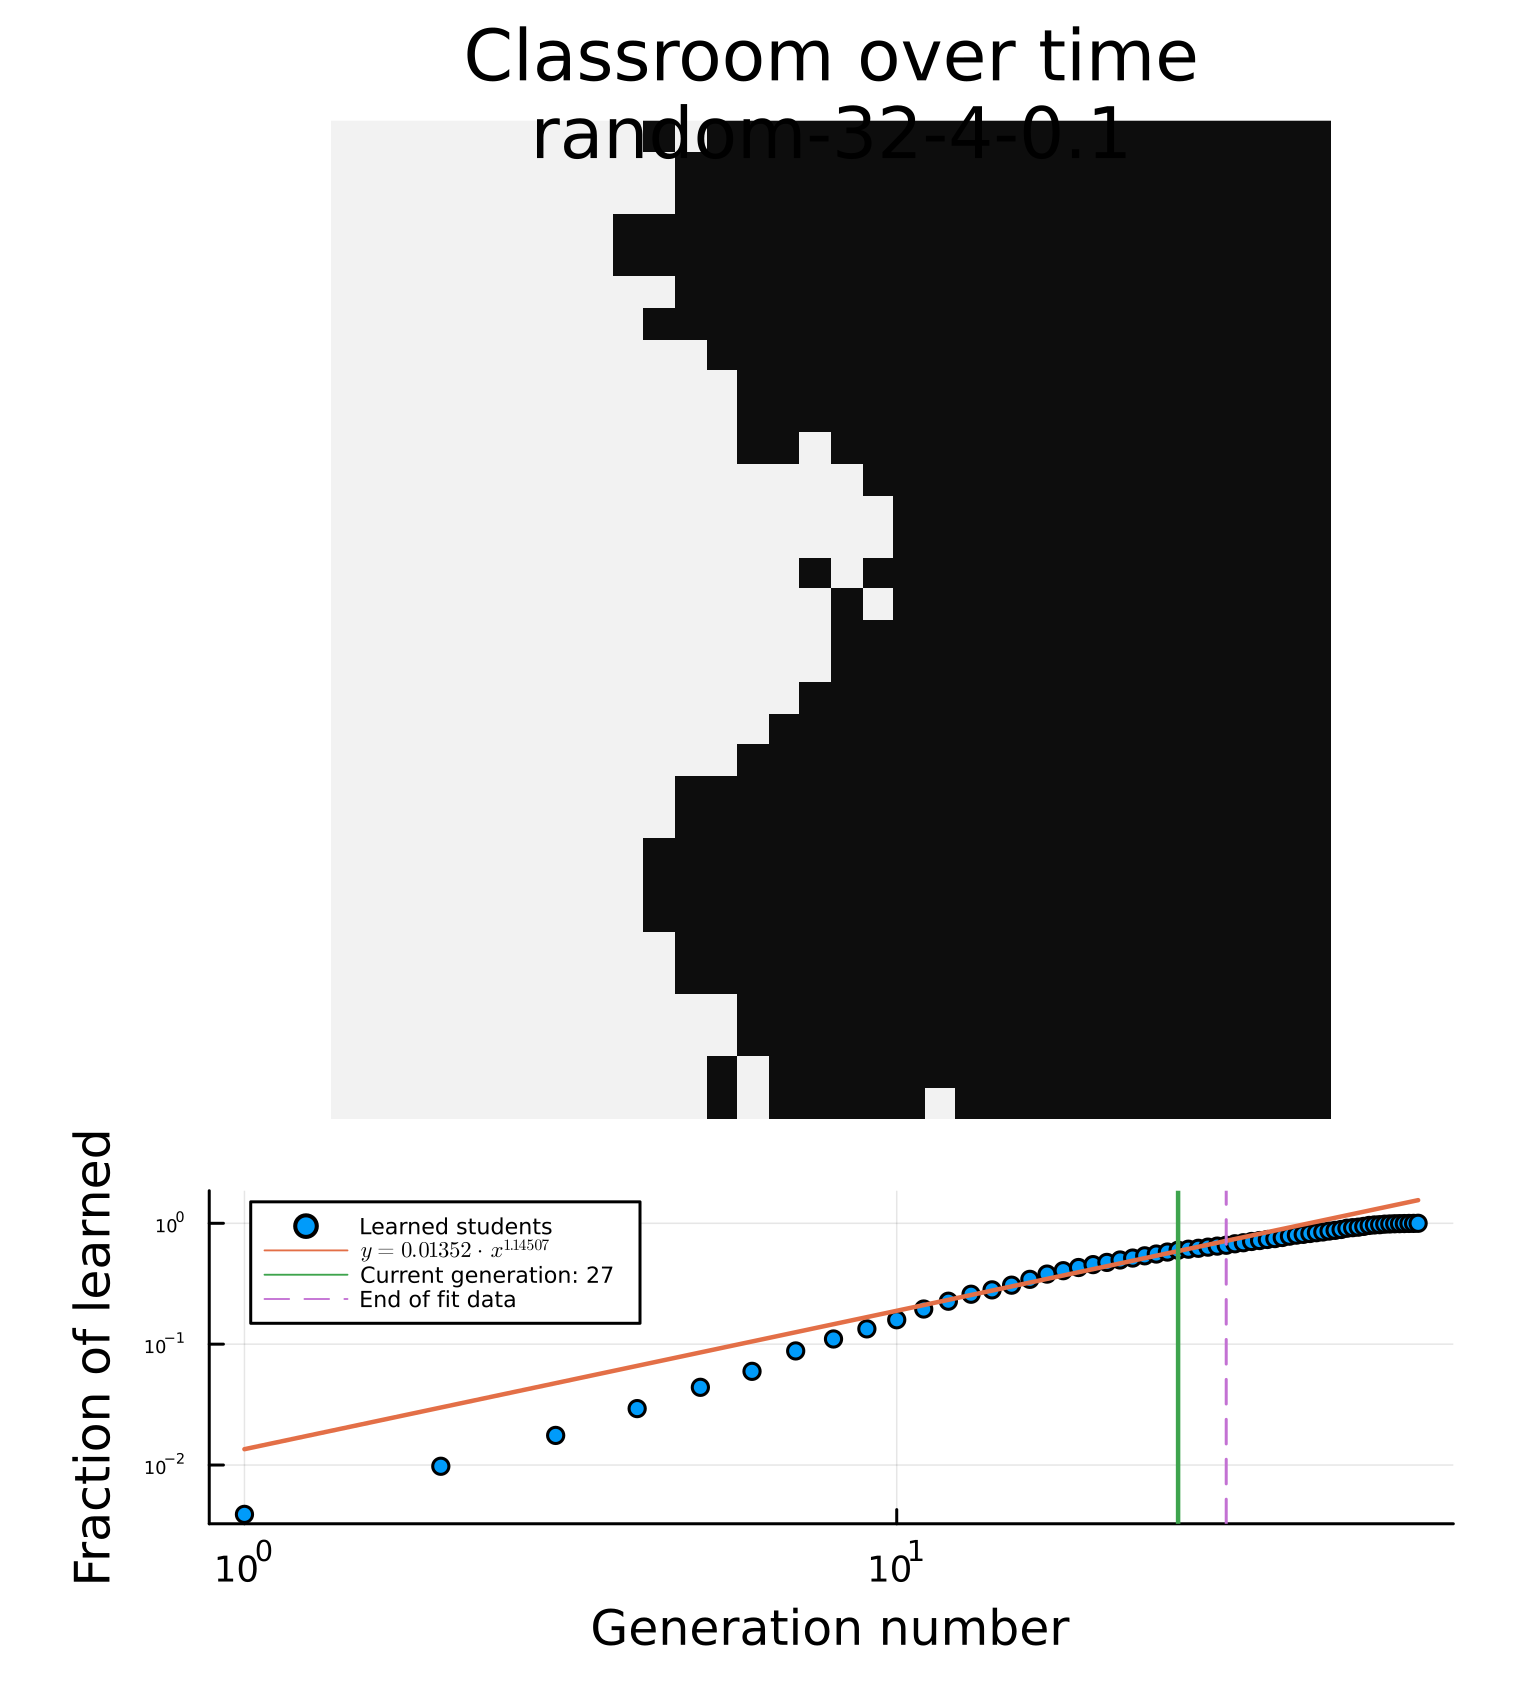 Classroom over time
random-32-4-0.1
Learned students
y = 0.01352 · x^1.14507
Current generation: 27
End of fit data
10^0
10^-1
10^-2
Fraction of learned
10^0 10^1
Generation number